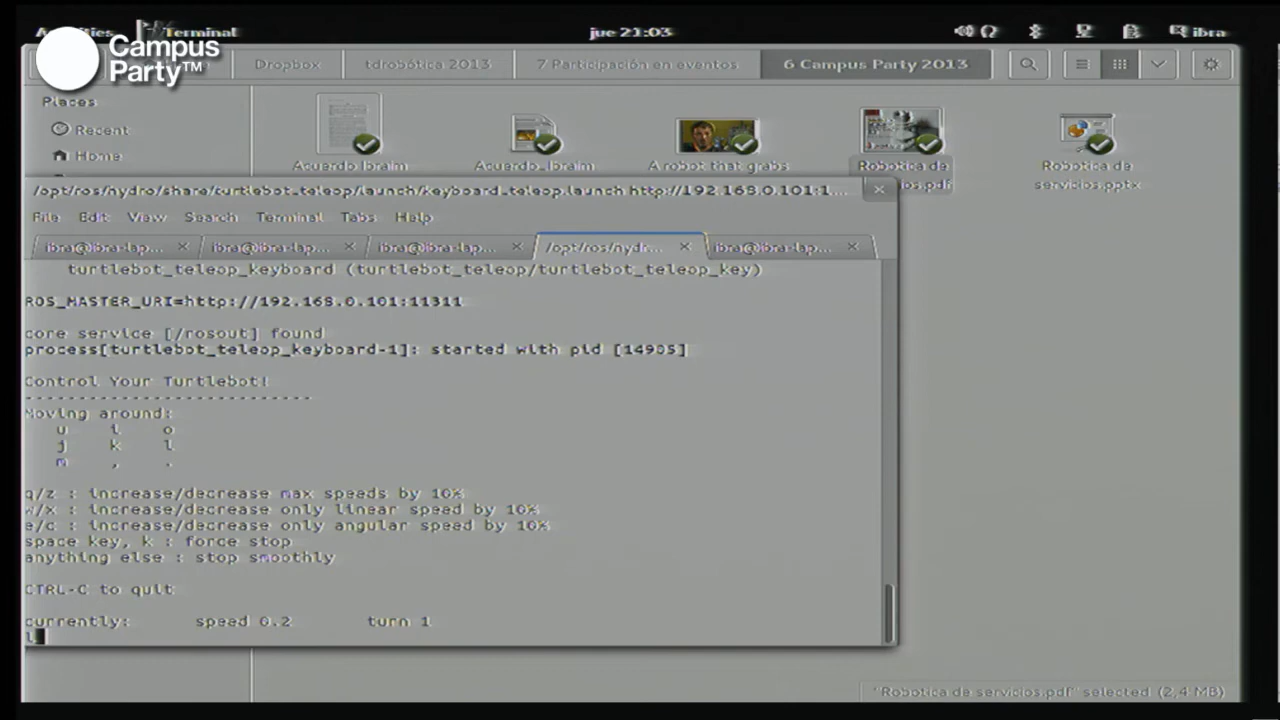 Terminal
jue 21:03
ibra
Campus
Party™
Dropbox
tdrobótica 2013
7 Participación en eventos
6 Campus Party 2013
Places
Recent
Home
Acuerdo Ibraim
Acuerdo_Ibraim
A robot that grabs
Robotica de
ios.pdf
Robotica de
servicios.pptx
/opt/ros/hydro/share/turtlebot_teleop/launch/keyboard_teleop.launch http://192.168.0.101:1...
File Edit View Search Terminal Tabs Help
ibra@ibra-lap... ibra@ibra-lap... ibra@ibra-lap... /opt/ros/hydr... ibra@ibra-lap...
turtlebot_teleop_keyboard (turtlebot_teleop/turtlebot_teleop_key)
ROS_MASTER_URI=http://192.168.0.101:11311
core service [/rosout] found
process[turtlebot_teleop_keyboard-1]: started with pid [14905]
Control Your Turtlebot!
---------------------------
Moving around:
u i o
j k l
m , .
q/z : increase/decrease max speeds by 10%
w/x : increase/decrease only linear speed by 10%
e/c : increase/decrease only angular speed by 10%
space key, k : force stop
anything else : stop smoothly
CTRL-C to quit
currently: speed 0.2 turn 1
l
"Robotica de servicios.pdf" selected (2,4 MB)